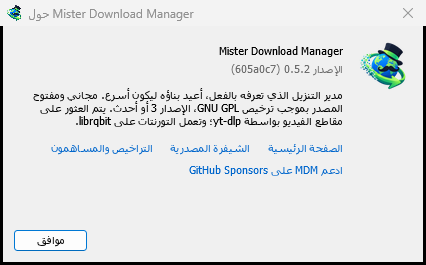 حول Mister Download Manager
Mister Download Manager
الإصدار 0.5.2 (605a0c7)
مدير التنزيل الذي تعرفه بالفعل، أعيد بناؤه ليكون أسرع. مجاني ومفتوح
المصدر بموجب ترخيص GNU GPL، الإصدار 3 أو أحدث. يتم العثور على
مقاطع الفيديو بواسطة yt-dlp؛ وتعمل التورنتات على librqbit.
الصفحة الرئيسية الشيفرة المصدرية التراخيص والمساهمون
ادعم MDM على GitHub Sponsors
موافق